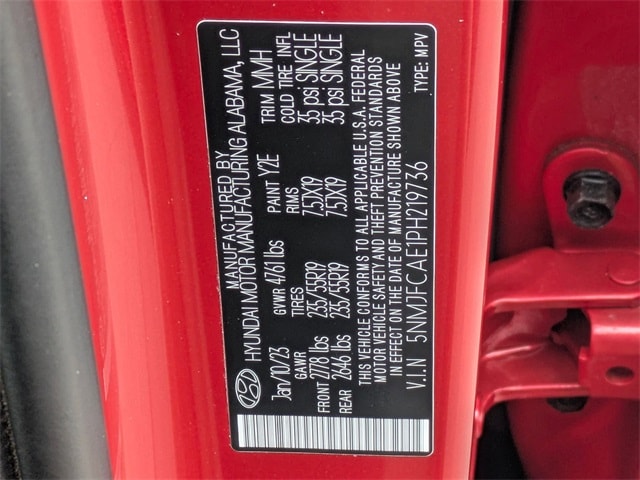 MANUFACTURED BY
HYUNDAI MOTOR MANUFACTURING ALABAMA, LLC
Jan/10/23 GVWR 4761 lbs PAINT Y2E TRIM MMH
GAWR TIRES RIMS COLD TIRE INFL
FRONT 2778 lbs 235/55R19 7.5JX19 35 psi SINGLE
REAR 2646 lbs 235/55R19 7.5JX19 35 psi SINGLE
THIS VEHICLE CONFORMS TO ALL APPLICABLE U.S.A. FEDERAL
MOTOR VEHICLE SAFETY AND THEFT PREVENTION STANDARDS
IN EFFECT ON THE DATE OF MANUFACTURE SHOWN ABOVE
V.I.N 5NMJFCAE1PH219736 TYPE: MPV